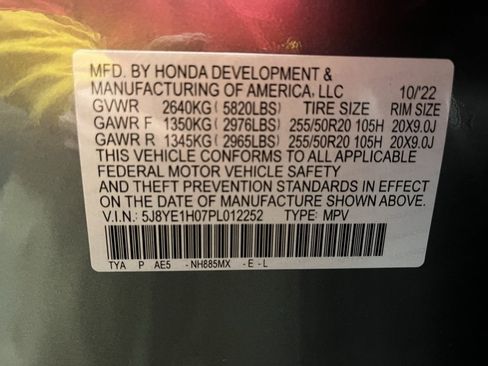 MFD. BY HONDA DEVELOPMENT &
MANUFACTURING OF AMERICA, LLC 10/'22
GVWR 2640KG ( 5820LBS) TIRE SIZE RIM SIZE
GAWR F 1350KG ( 2976LBS) 255/50R20 105H 20X9.0J
GAWR R 1345KG ( 2965LBS) 255/50R20 105H 20X9.0J
THIS VEHICLE CONFORMS TO ALL APPLICABLE
FEDERAL MOTOR VEHICLE SAFETY
AND THEFT PREVENTION STANDARDS IN EFFECT
ON THE DATE OF MANUFACTURE SHOWN ABOVE.
V.I.N.: 5J8YE1H07PL012252 TYPE: MPV
TYA P AE5 -NH885MX -E-L